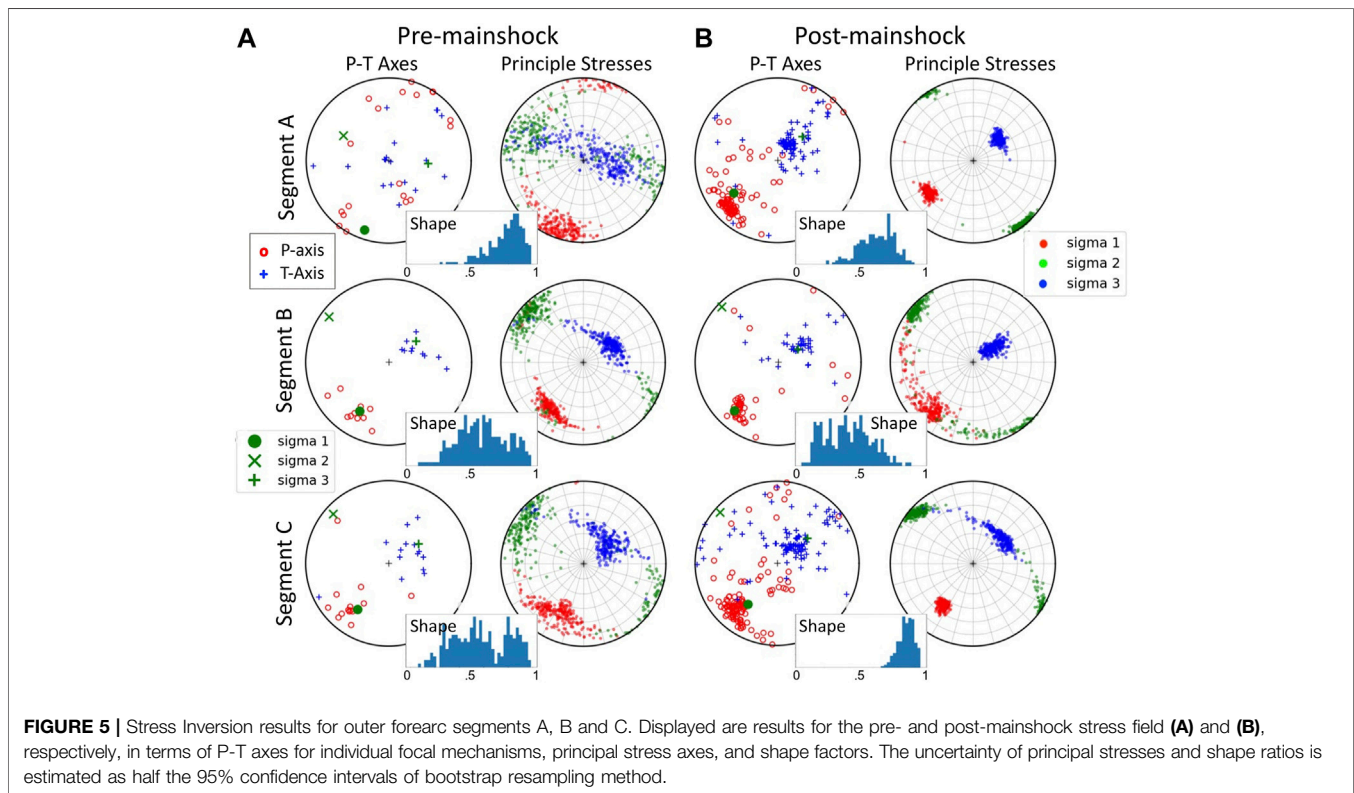 A
Pre-mainshock
B
Post-mainshock
P-T Axes
Principle Stresses
P-T Axes
Principle Stresses
Segment A
Shape
0 .5 1
Shape
0 .5 1
P-axis
T-Axis
sigma 1
sigma 2
sigma 3
Segment B
Shape
0 .5 1
Shape
0 .5 1
sigma 1
sigma 2
sigma 3
Segment C
Shape
0 .5 1
Shape
0 .5 1
FIGURE 5 | Stress Inversion results for outer forearc segments A, B and C. Displayed are results for the pre- and post-mainshock stress field (A) and (B),
respectively, in terms of P-T axes for individual focal mechanisms, principal stress axes, and shape factors. The uncertainty of principal stresses and shape ratios is
estimated as half the 95% confidence intervals of bootstrap resampling method.